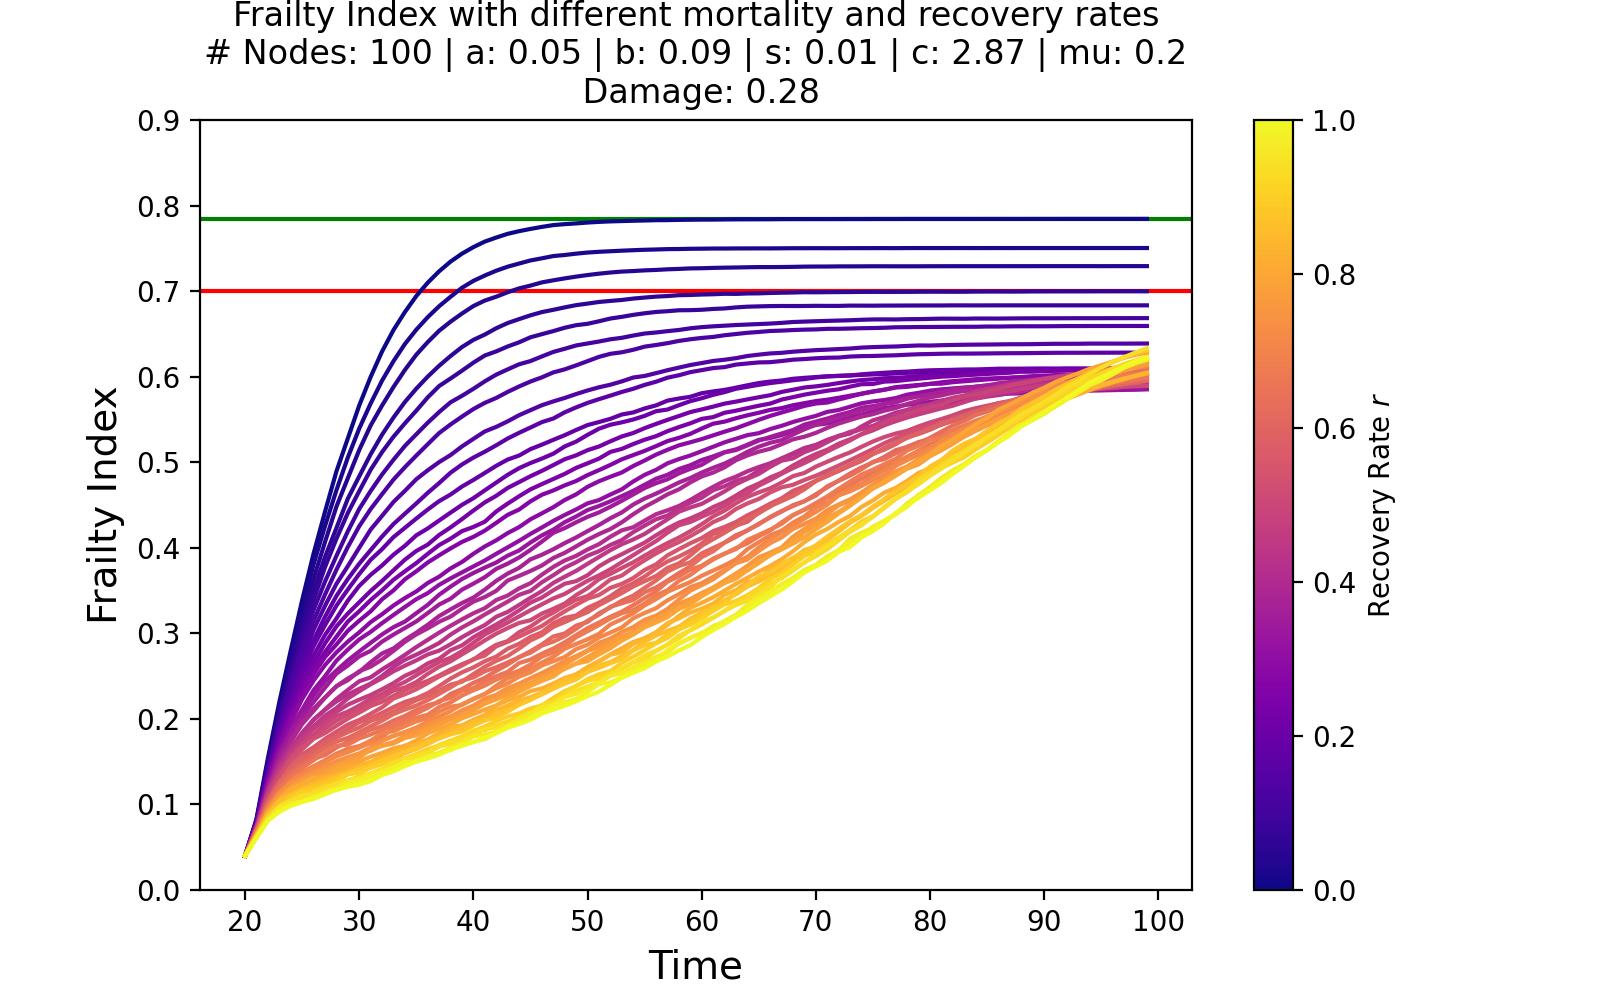 Frailty Index with different mortality and recovery rates
# Nodes: 100 | a: 0.05 | b: 0.09 | s: 0.01 | c: 2.87 | mu: 0.2
Damage: 0.28
0.9
0.8
0.7
0.6
0.5
0.4
0.3
0.2
0.1
0.0
Frailty Index
20 30 40 50 60 70 80 90 100
Time
1.0
0.8
0.6
0.4
0.2
0.0
Recovery Rate r